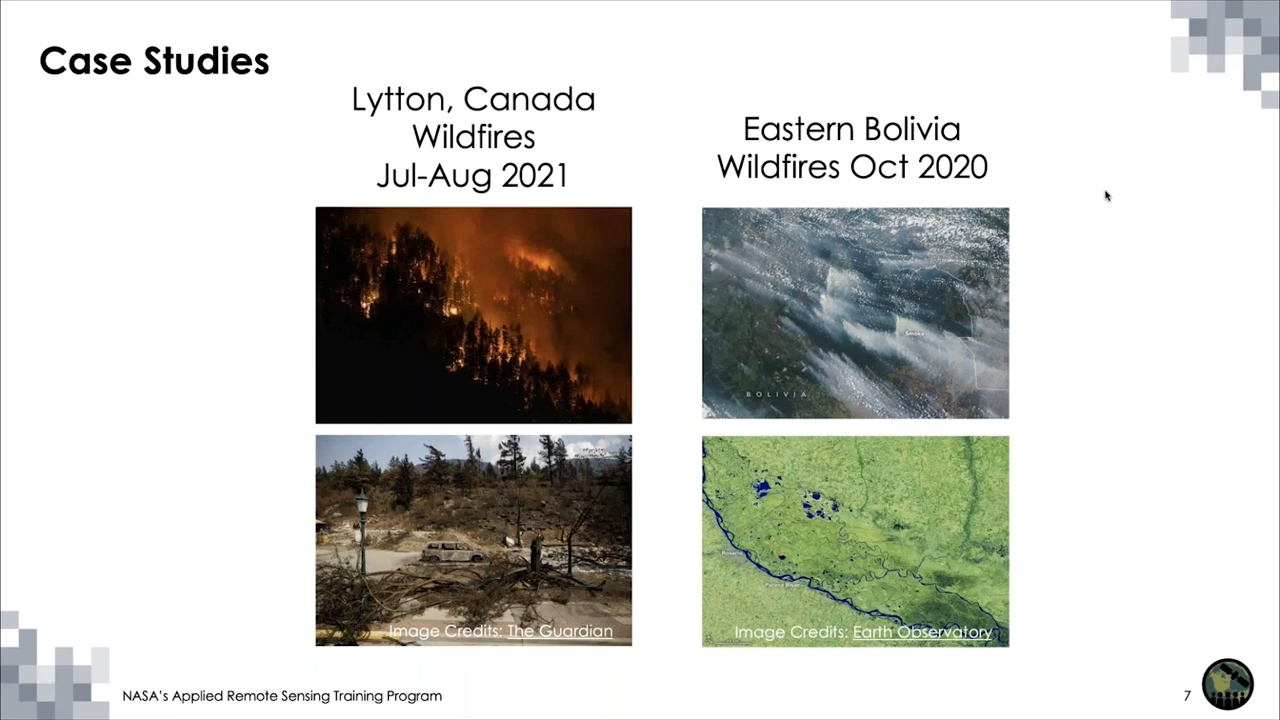 Case Studies
Lytton, Canada
Wildfires
Jul-Aug 2021
Eastern Bolivia
Wildfires Oct 2020
BOLIVIA
Image Credits: The Guardian
Image Credits: Earth Observatory
NASA's Applied Remote Sensing Training Program
7